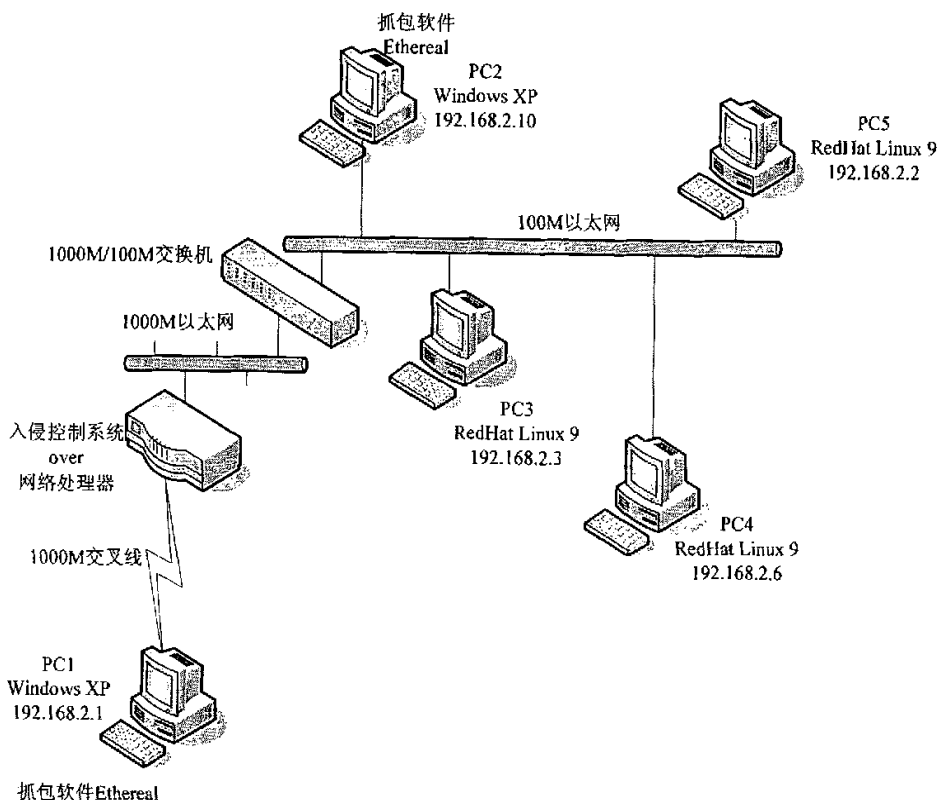 抓包软件
Ethereal
PC2
Windows XP
192.168.2.10
PC5
RedHat Linux 9
192.168.2.2
100M以太网
1000M/100M交换机
1000M以太网
PC3
RedHat Linux 9
192.168.2.3
入侵控制系统
over
网络处理器
PC4
RedHat Linux 9
192.168.2.6
1000M交叉线
PC1
Windows XP
192.168.2.1
抓包软件Ethereal